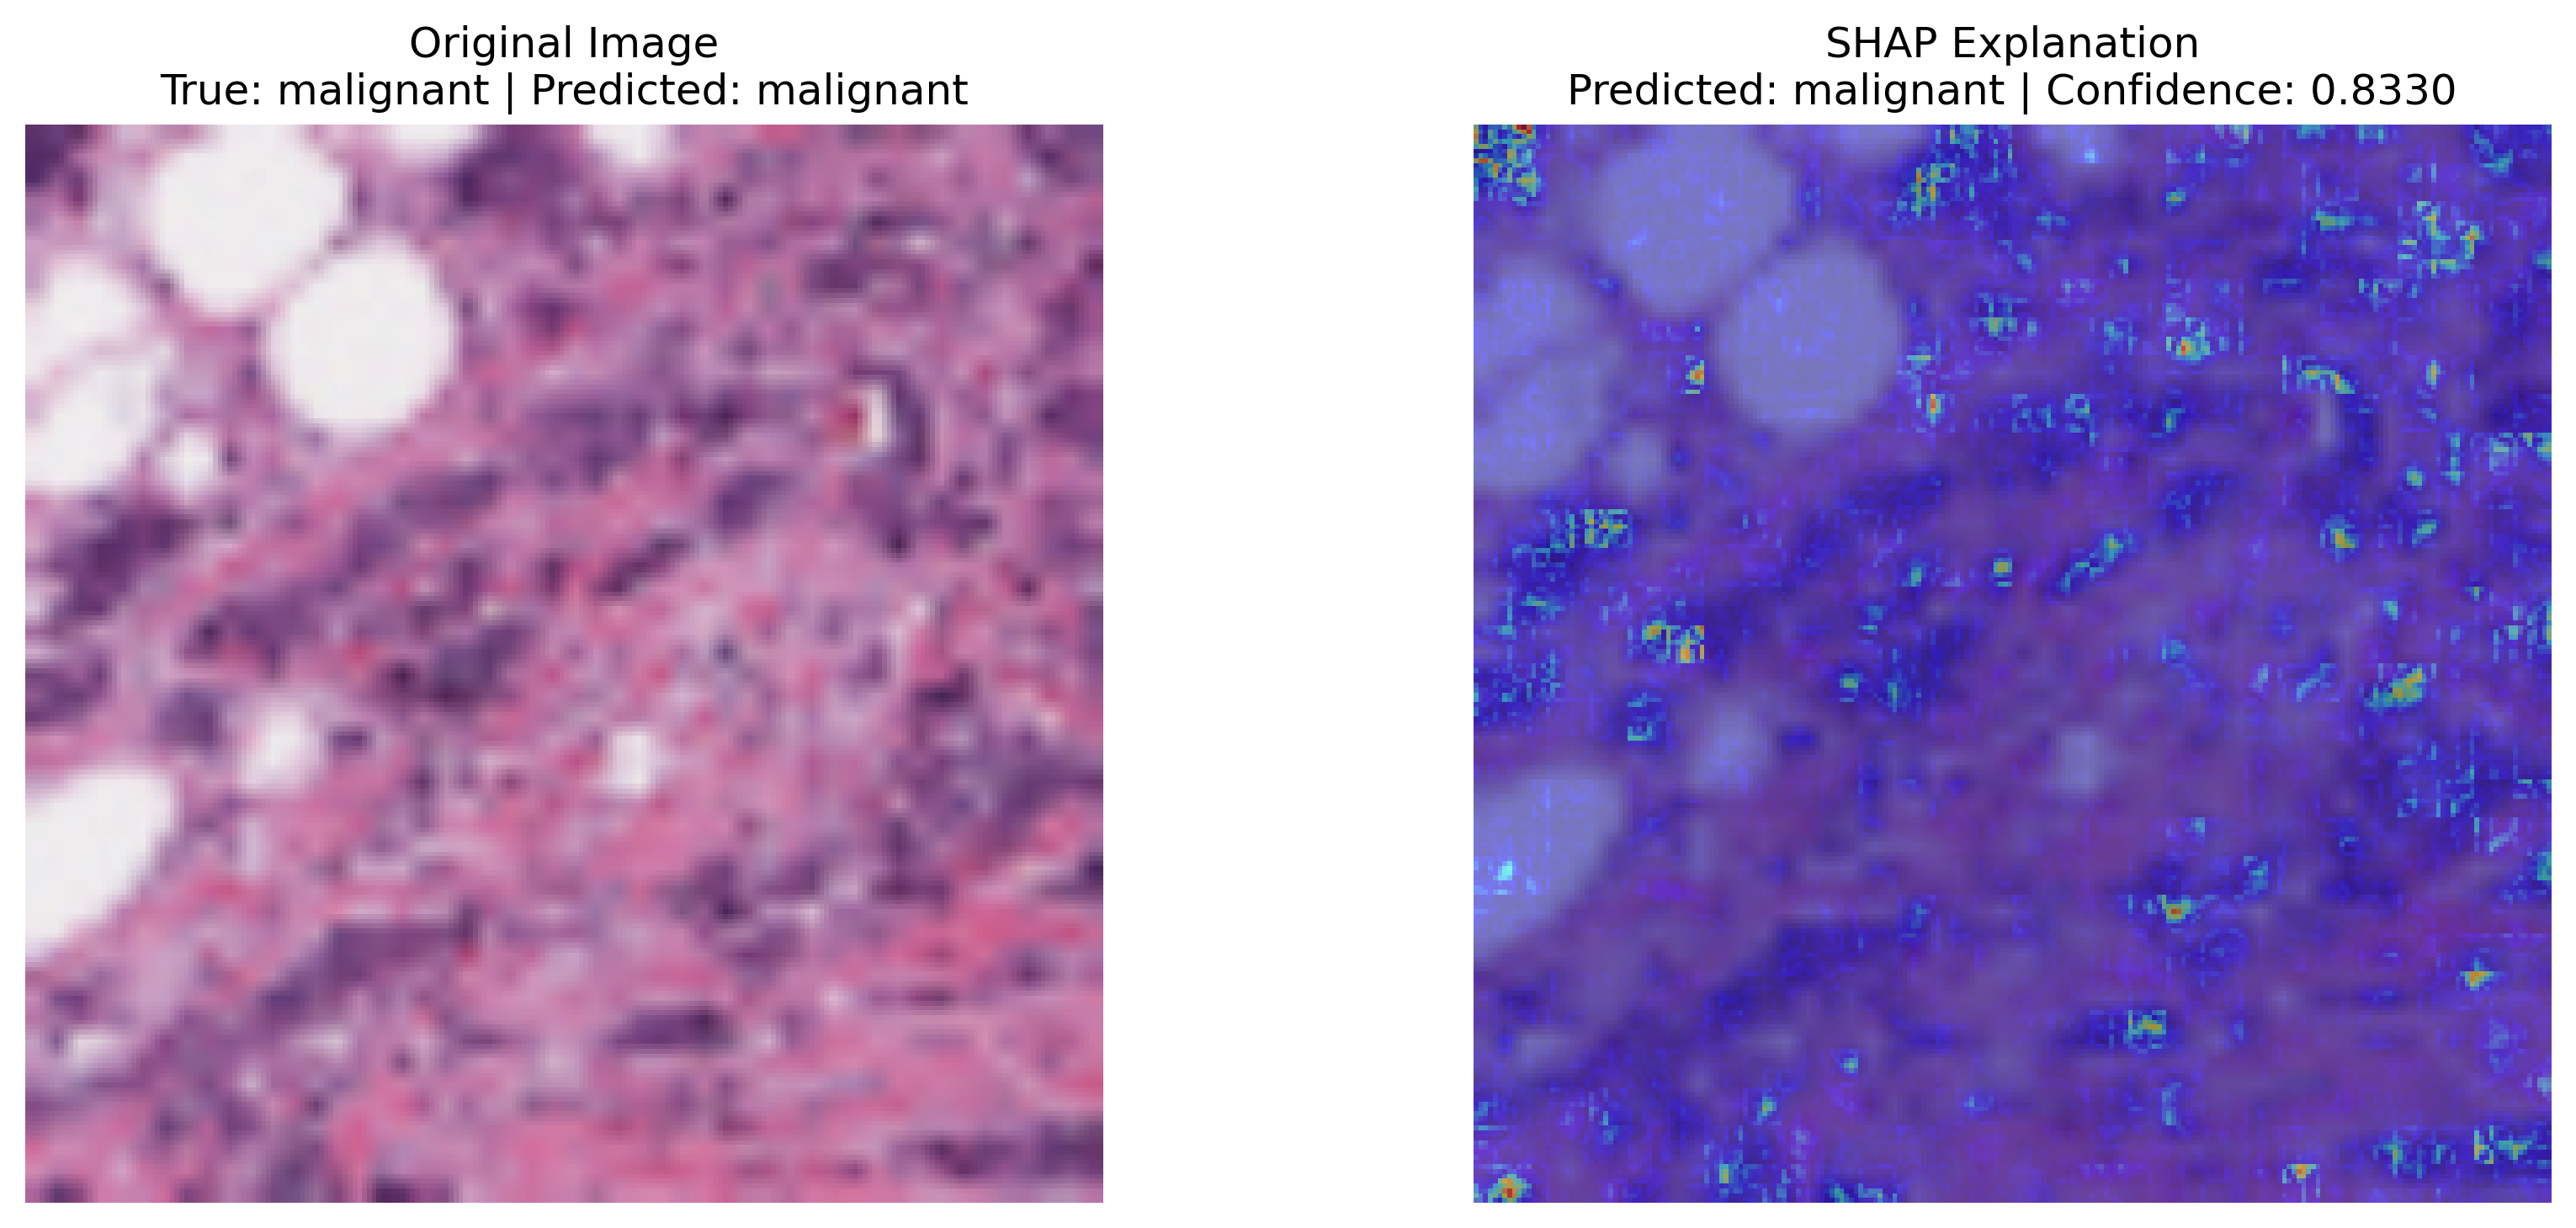 Original Image
True: malignant | Predicted: malignant
SHAP Explanation
Predicted: malignant | Confidence: 0.8330